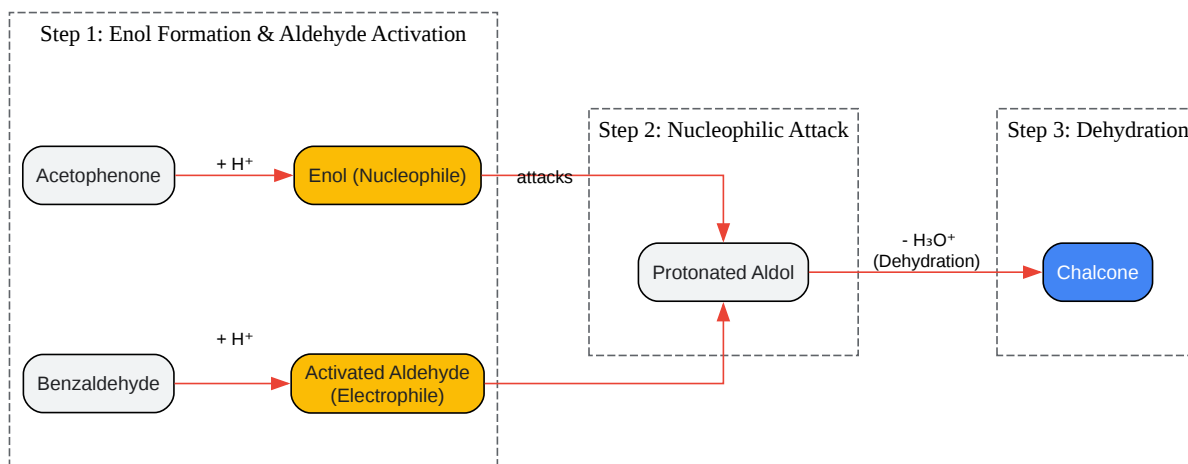 Step 1: Enol Formation & Aldehyde Activation
Acetophenone
+ H⁺
Enol (Nucleophile)
attacks
Benzaldehyde
+ H⁺
Activated Aldehyde
(Electrophile)
Step 2: Nucleophilic Attack
Protonated Aldol
- H₃O⁺
(Dehydration)
Step 3: Dehydration
Chalcone